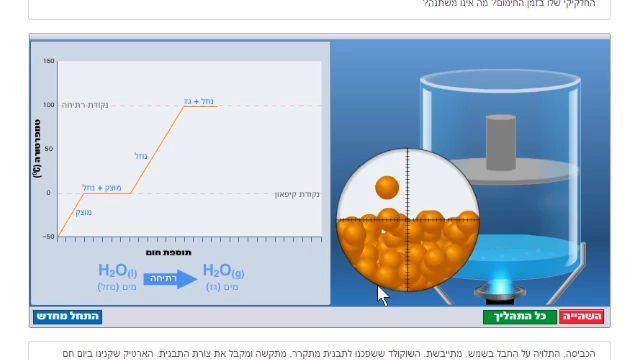 החלקיקי שלו בזמן החימום? מה אינו משתנה?
150
100
0
-50
טמפרטורה (°C)
נקודת רתיחה
נוזל + גז
נוזל
מוצק + נוזל
נקודת קיפאון
מוצק
תוספת חום
H₂O(l) רתיחה H₂O(g)
מים (נוזל) מים (גז)
התחל מחדש
כל התהליך
השהייה
הכביסה, התלויה על החבל בשמש, מתייבשת. השוקולד ששפכנו לתבנית מתקרר, מתקשה ומקבל את צורת התבנית, הארטיק שקנינו ביום חם